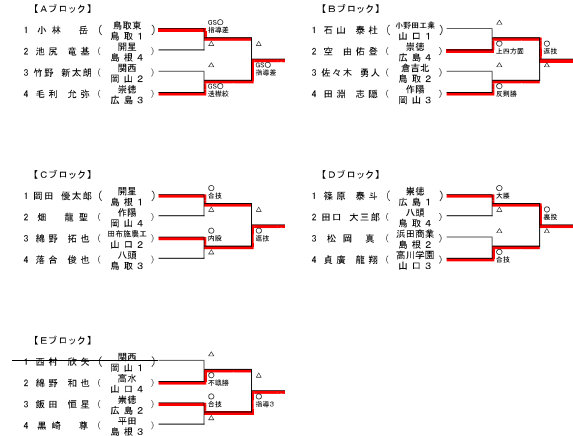 【Aブロック】
1 小林 岳 ( 鳥取東 鳥取1 )
2 池尻 竜基 ( 開星 島根4 )
3 竹野 新太朗 ( 関西 岡山2 )
4 毛利 允弥 ( 崇徳 広島3 )
GS○
指導差
△
△
GS○
送襟絞
△
GS○
指導差
【Bブロック】
1 石山 泰杜 ( 小野田工業 山口1 )
2 空 由佑登 ( 崇徳 広島4 )
3 佐々木 勇人 ( 倉吉北 鳥取2 )
4 田淵 志隠 ( 作陽 岡山3 )
△
○
上四方固
△
○
反則勝
○
返技
△
【Cブロック】
1 岡田 優太郎 ( 開星 島根1 )
2 畑 龍聖 ( 作陽 岡山4 )
3 綿野 拓也 ( 田布施農工 山口2 )
4 落合 俊也 ( 八頭 鳥取3 )
○
合技
△
○
内股
△
△
○
返技
【Dブロック】
1 篠原 泰斗 ( 崇徳 広島1 )
2 田口 大三郎 ( 八頭 鳥取4 )
3 松岡 真 ( 浜田商業 島根2 )
4 貞廣 龍翔 ( 高川学園 山口3 )
○
大勝
△
△
○
合技
○
裏投
△
【Eブロック】
1 西村 欣矢 ( 関西 岡山1 )
2 綿野 和也 ( 高水 山口4 )
3 飯田 恒星 ( 崇徳 広島2 )
4 黒崎 尊 ( 平田 島根3 )
△
○
不戦勝
○
合技
△
△
○
指導3